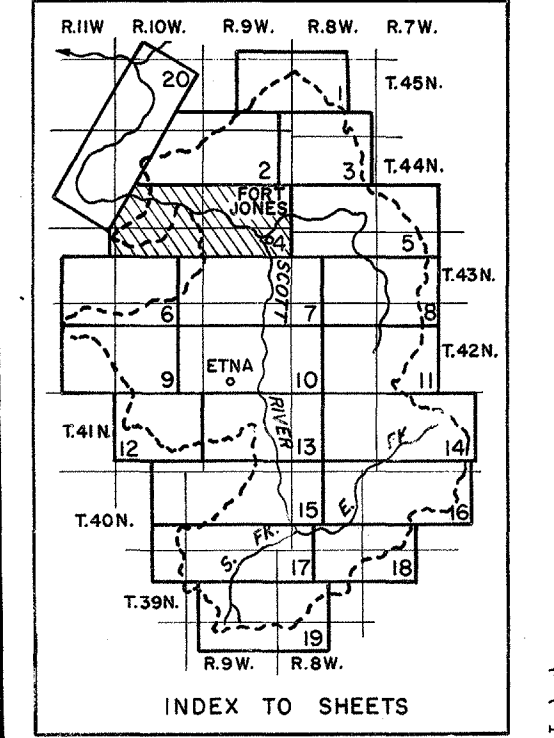 R.11W R.10W. R.9W. R.8W. R.7W.
20
T.45N.
1
2
3
T.44N.
FORT
JONES
4
5
SCOTT
T.43N.
6
7
8
T.42N.
ETNA
9
10
11
T.41N.
12
RIVER
13
FK.
14
T.40N.
15
E.
16
S. FK.
17
18
T.39N.
19
R.9W. R.8W.
INDEX TO SHEETS